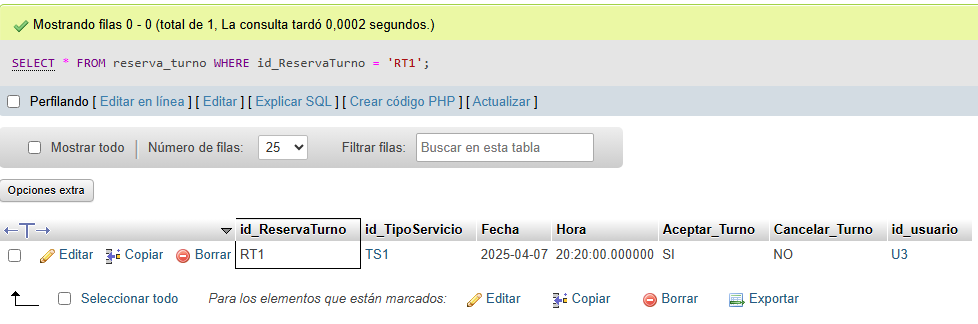 Mostrando filas 0 - 0 (total de 1, La consulta tardó 0,0002 segundos.)
SELECT * FROM reserva_turno WHERE id_ReservaTurno = 'RT1';
Perfilando [ Editar en línea ] [ Editar ] [ Explicar SQL ] [ Crear código PHP ] [ Actualizar ]
Mostrar todo | Número de filas: 25 Filtrar filas: Buscar en esta tabla
Opciones extra
←T→ id_ReservaTurno id_TipoServicio Fecha Hora Aceptar_Turno Cancelar_Turno id_usuario
Editar Copiar Borrar RT1 TS1 2025-04-07 20:20:00.000000 SI NO U3
Seleccionar todo Para los elementos que están marcados: Editar Copiar Borrar Exportar